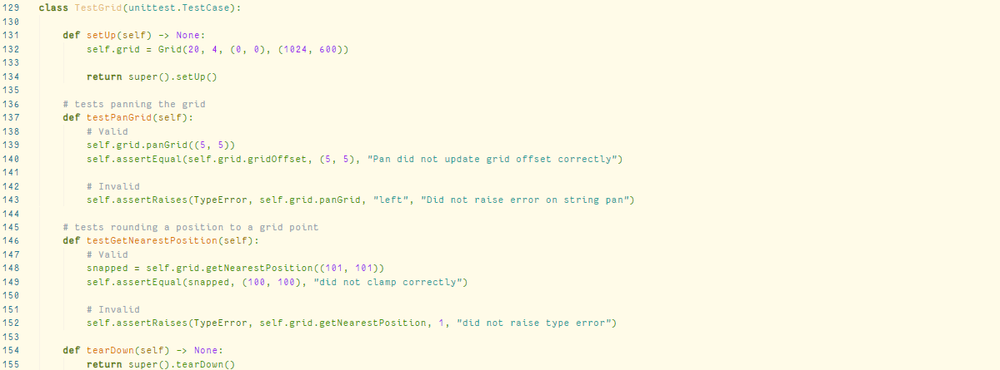 129 class TestGrid(unittest.TestCase):
130
131     def setUp(self) -> None:
132         self.grid = Grid(20, 4, (0, 0), (1024, 600))
133
134         return super().setUp()
135
136     # tests panning the grid
137     def testPanGrid(self):
138         # Valid
139         self.grid.panGrid((5, 5))
140         self.assertEqual(self.grid.gridOffset, (5, 5), "Pan did not update grid offset correctly")
141
142         # Invalid
143         self.assertRaises(TypeError, self.grid.panGrid, "left", "Did not raise error on string pan")
144
145     # tests rounding a position to a grid point
146     def testGetNearestPosition(self):
147         # Valid
148         snapped = self.grid.getNearestPosition((101, 101))
149         self.assertEqual(snapped, (100, 100), "did not clamp correctly")
150
151         # Invalid
152         self.assertRaises(TypeError, self.grid.getNearestPosition, 1, "did not raise type error")
153
154     def tearDown(self) -> None:
155         return super().tearDown()